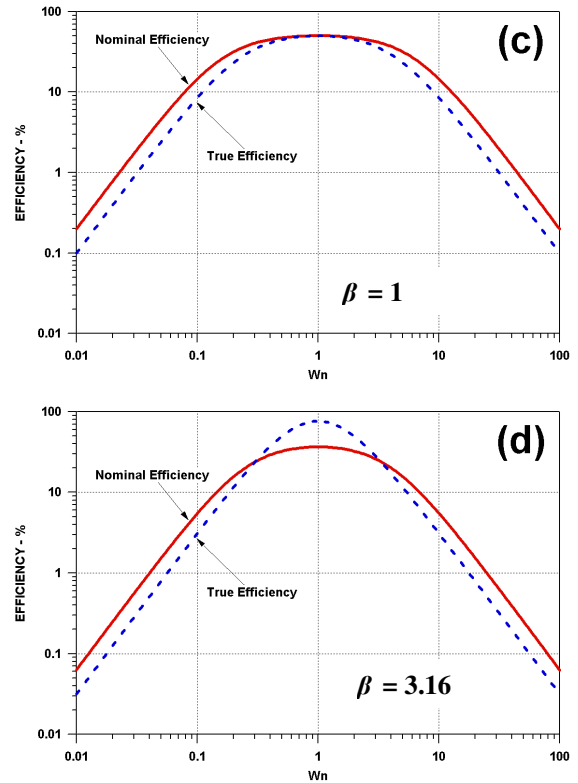 (c)
100
Nominal Efficiency
10
True Efficiency
1
EFFICIENCY - %
0.1
β = 1
0.01
0.01 0.1 1 10 100
Wn
(d)
100
Nominal Efficiency
10
True Efficiency
1
EFFICIENCY - %
0.1
β = 3.16
0.01
0.01 0.1 1 10 100
Wn